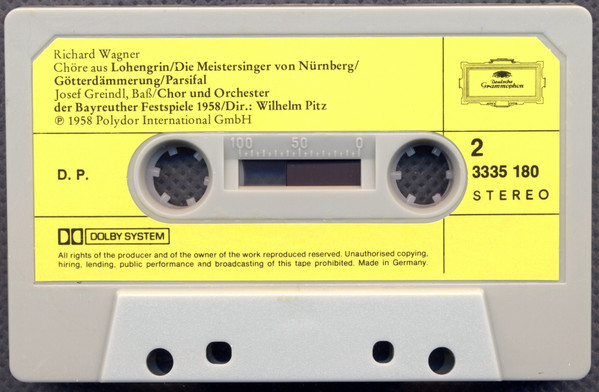 Richard Wagner
Chöre aus Lohengrin/Die Meistersinger von Nürnberg/
Götterdämmerung/Parsifal
Josef Greindl, Baß/Chor und Orchester
der Bayreuther Festspiele 1958/Dir.: Wilhelm Pitz
℗ 1958 Polydor International GmbH
Deutsche
Grammophon
100 50 0
D. P.
2
3335 180
STEREO
DOLBY SYSTEM
All rights of the producer and of the owner of the work reproduced reserved. Unauthorised copying,
hiring, lending, public performance and broadcasting of this tape prohibited. Made in Germany.